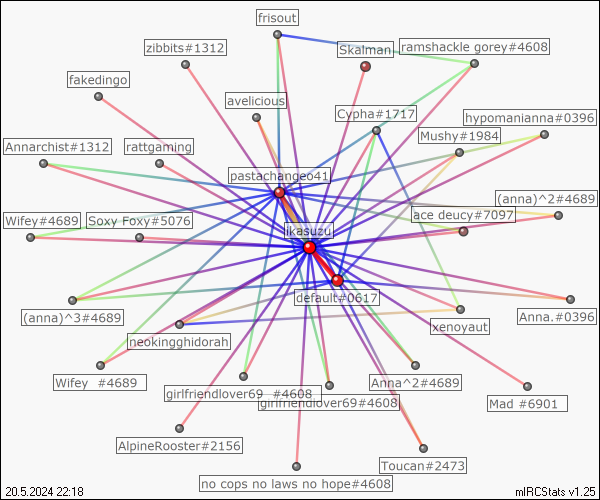 frisout
zibbits#1312
Skalman
ramshackle gorey#4608
fakedingo
avelicious
Cypha#1717
hypomanianna#0396
Mushy#1984
Annarchist#1312
rattgaming
pastachangeo41
(anna)^2#4689
Wifey#4689
Soxy Foxy#5076
ace deucy#7097
ikasuzu
default#0617
(anna)^3#4689
xenoyaut
Anna.#0396
neokingghidorah
Wifey #4689
girlfriendlover69 #4608
girlfriendlover69#4608
Anna^2#4689
Mad #6901
AlpineRooster#2156
Toucan#2473
no cops no laws no hope#4608
20.5.2024 22:18
mIRCStats v1.25